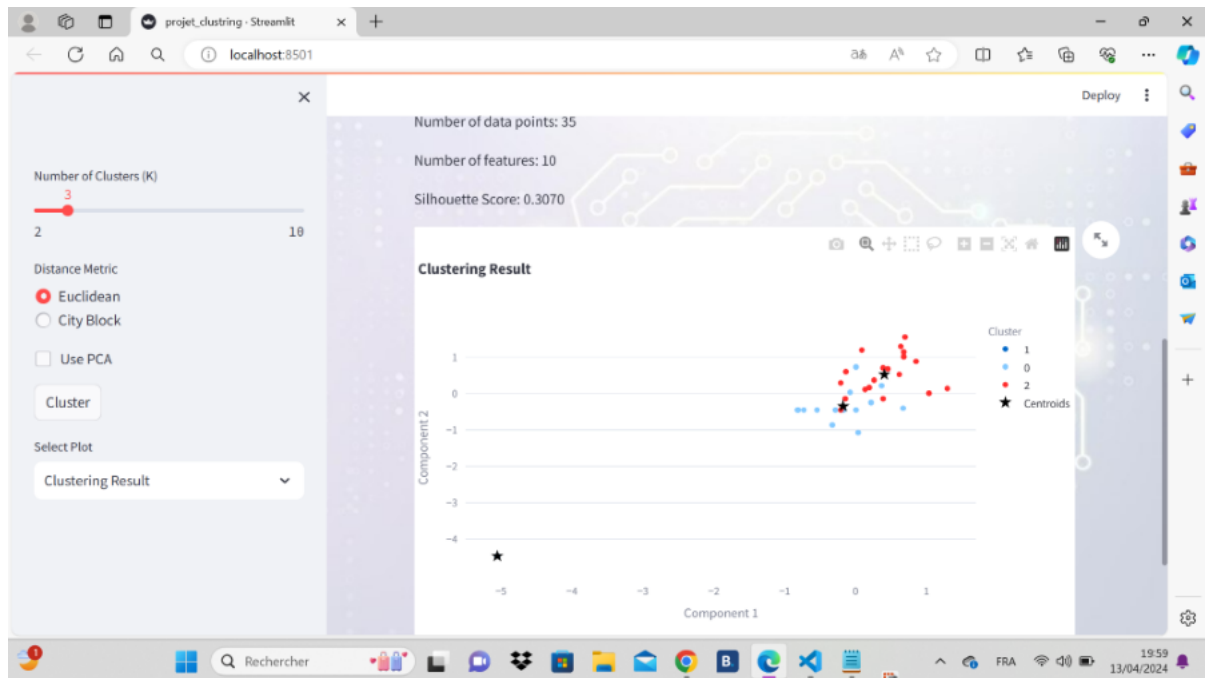 projet_clustring - Streamlit
localhost:8501
Deploy
Number of Clusters (K)
3
2 10
Distance Metric
Euclidean
City Block
Use PCA
Cluster
Select Plot
Clustering Result
Number of data points: 35
Number of features: 10
Silhouette Score: 0.3070
Clustering Result
Cluster
1
0
2
Centroids
1
0
−1
−2
−3
−4
Component 2
−5 −4 −3 −2 −1 0 1
Component 1
1
Rechercher
B.
FRA
19:59
13/04/2024